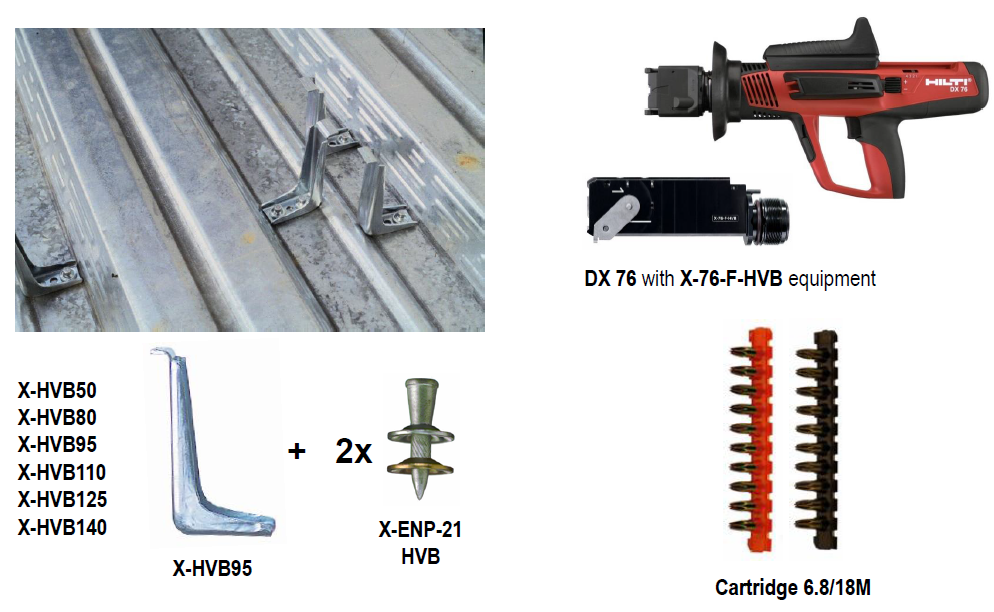 HILTI
DX 76
X-76-F-HVB
DX 76 with X-76-F-HVB equipment
X-HVB50
X-HVB80
X-HVB95
X-HVB110
X-HVB125
X-HVB140
+
2x
X-HVB95
X-ENP-21
HVB
Cartridge 6.8/18M